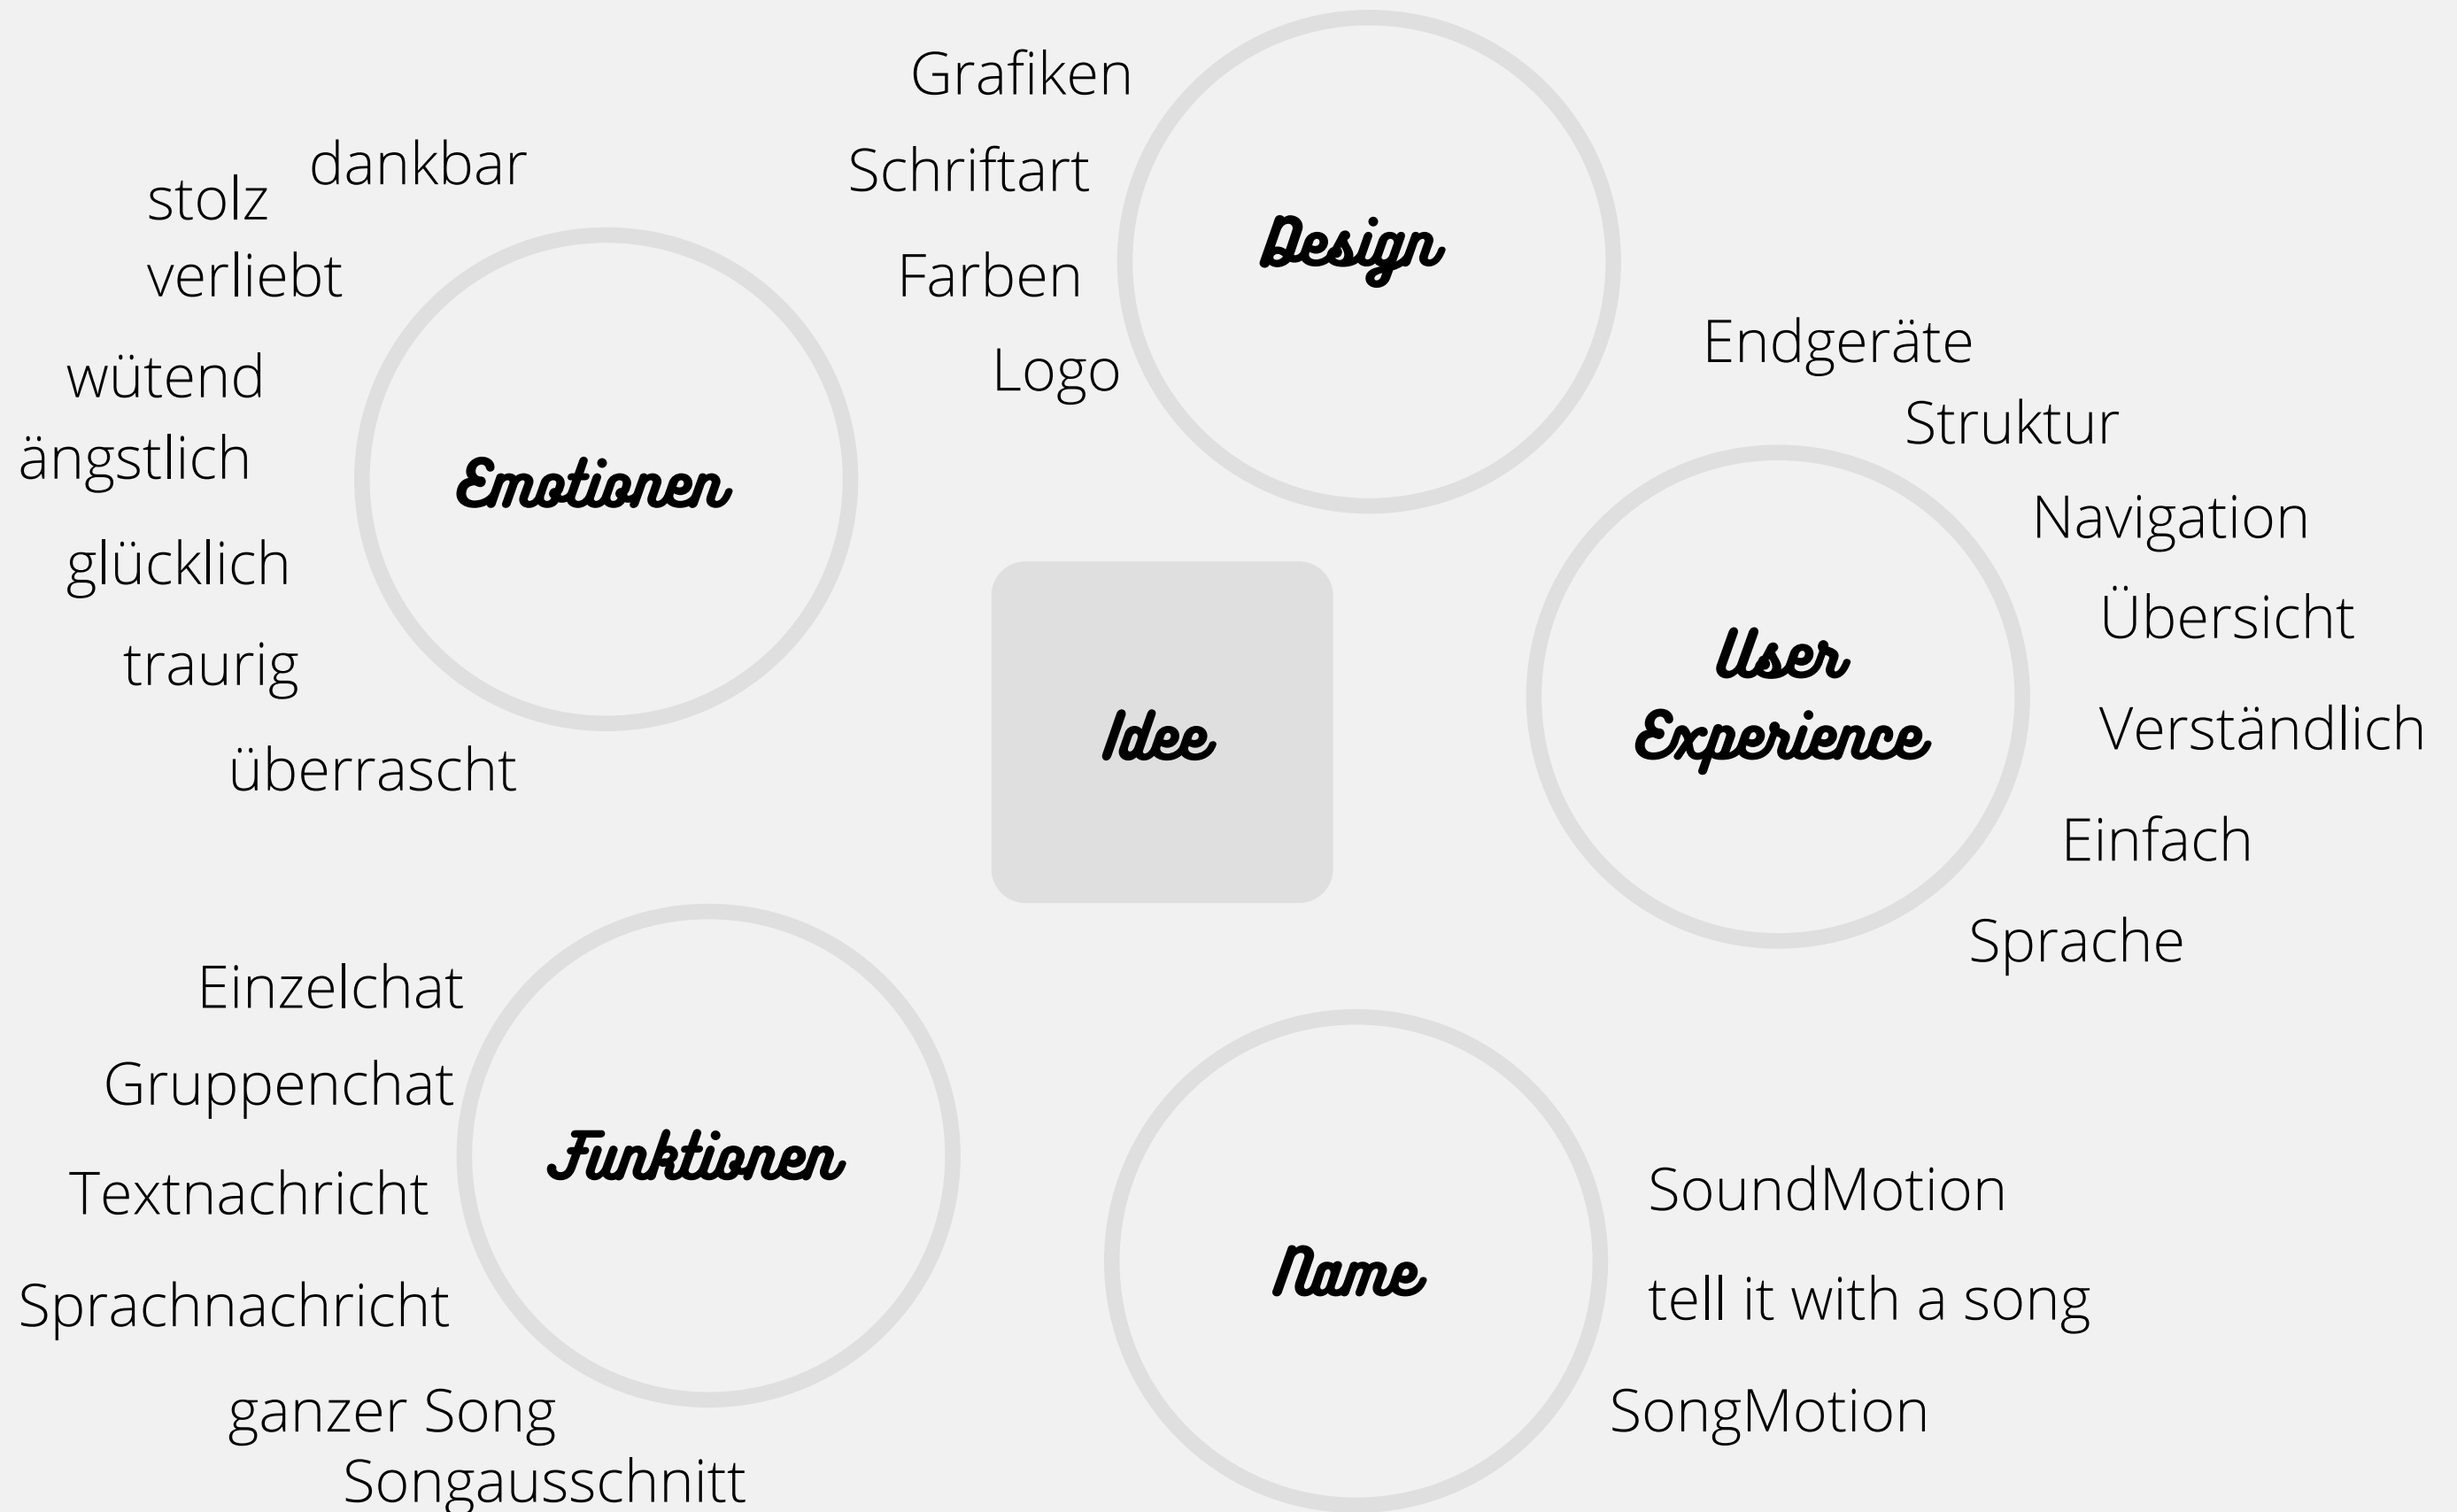 Grafiken
Schriftart
Farben
Logo
Design
dankbar
stolz
verliebt
wütend
ängstlich
glücklich
traurig
überrascht
Emotionen
Endgeräte
Struktur
Navigation
Übersicht
Verständlich
Einfach
Sprache
User
Experience
Idee
Einzelchat
Gruppenchat
Textnachricht
Sprachnachricht
ganzer Song
Songausschnitt
Funktionen
Name
SoundMotion
tell it with a song
SongMotion